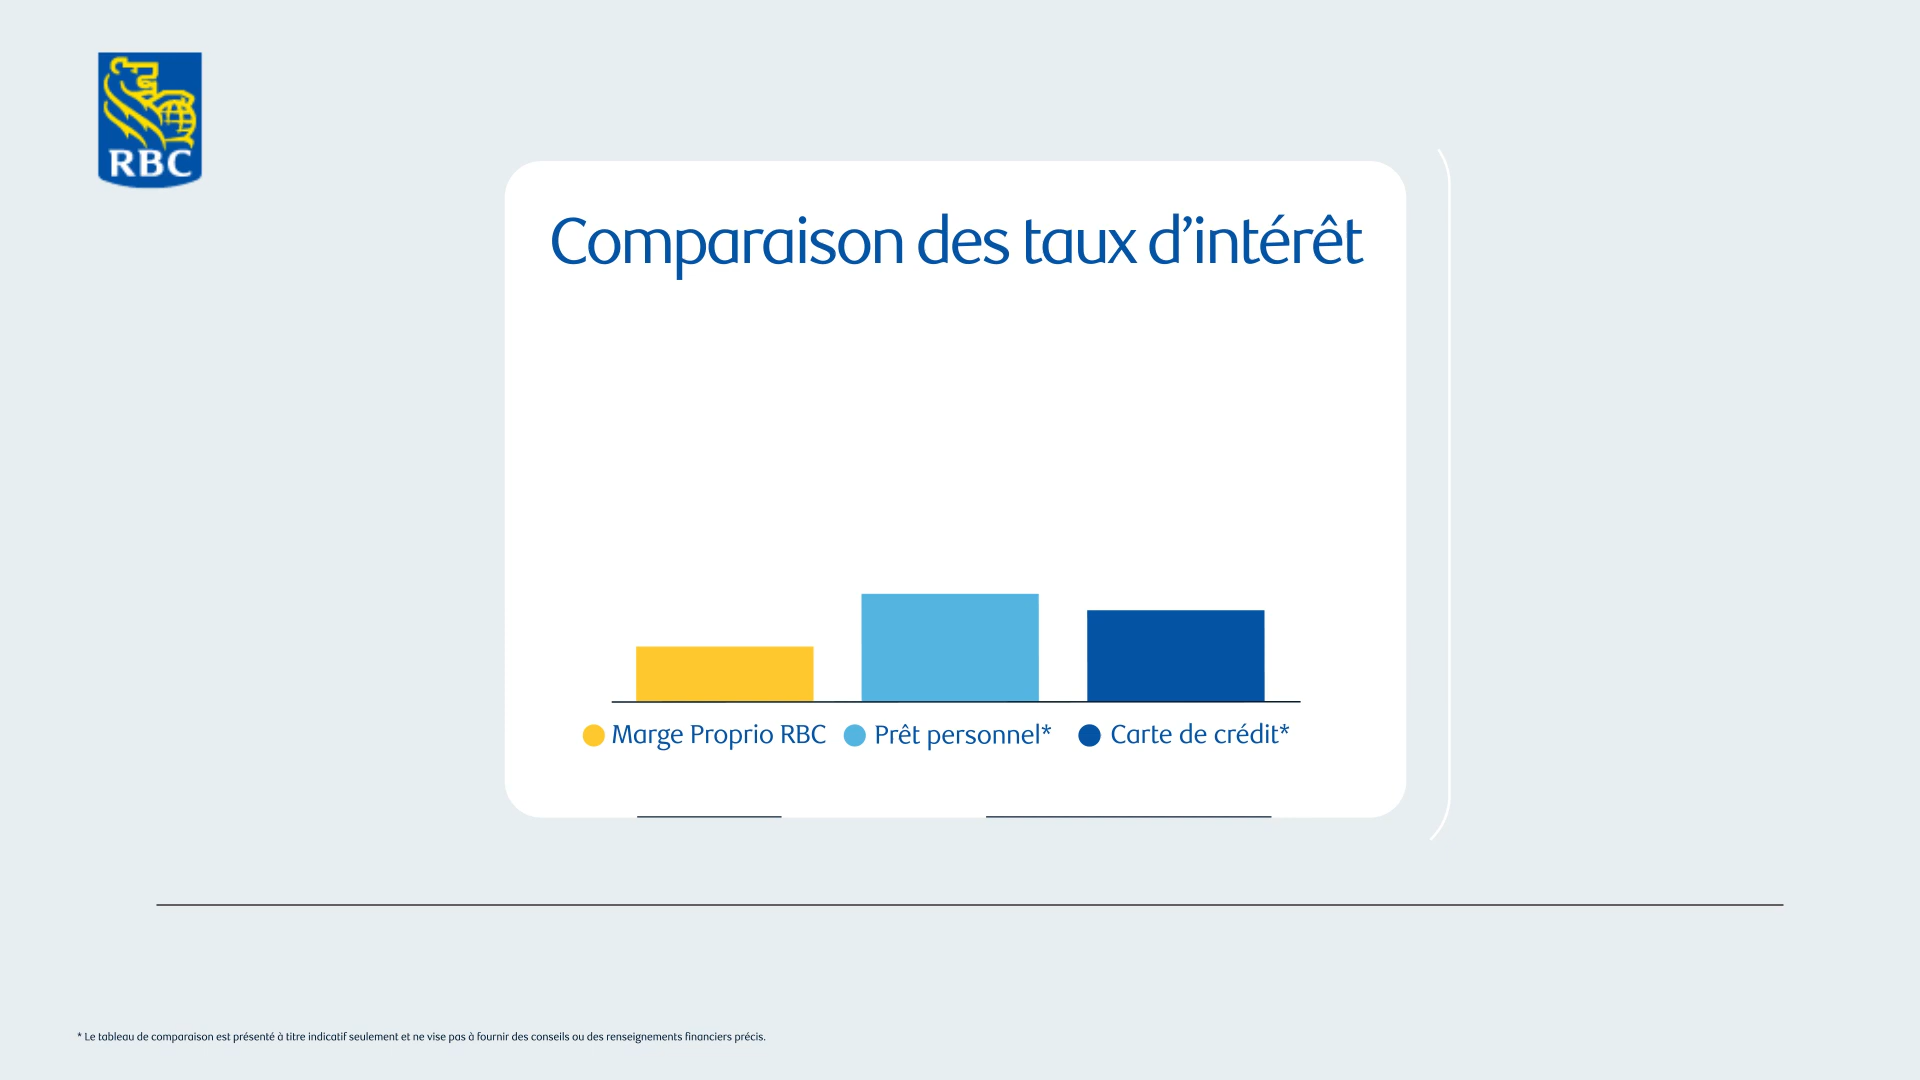 RBC
Comparaison des taux d’intérêt
Marge Proprio RBC Prêt personnel* Carte de crédit*
* Le tableau de comparaison est présenté à titre indicatif seulement et ne vise pas à fournir des conseils ou des renseignements financiers précis.